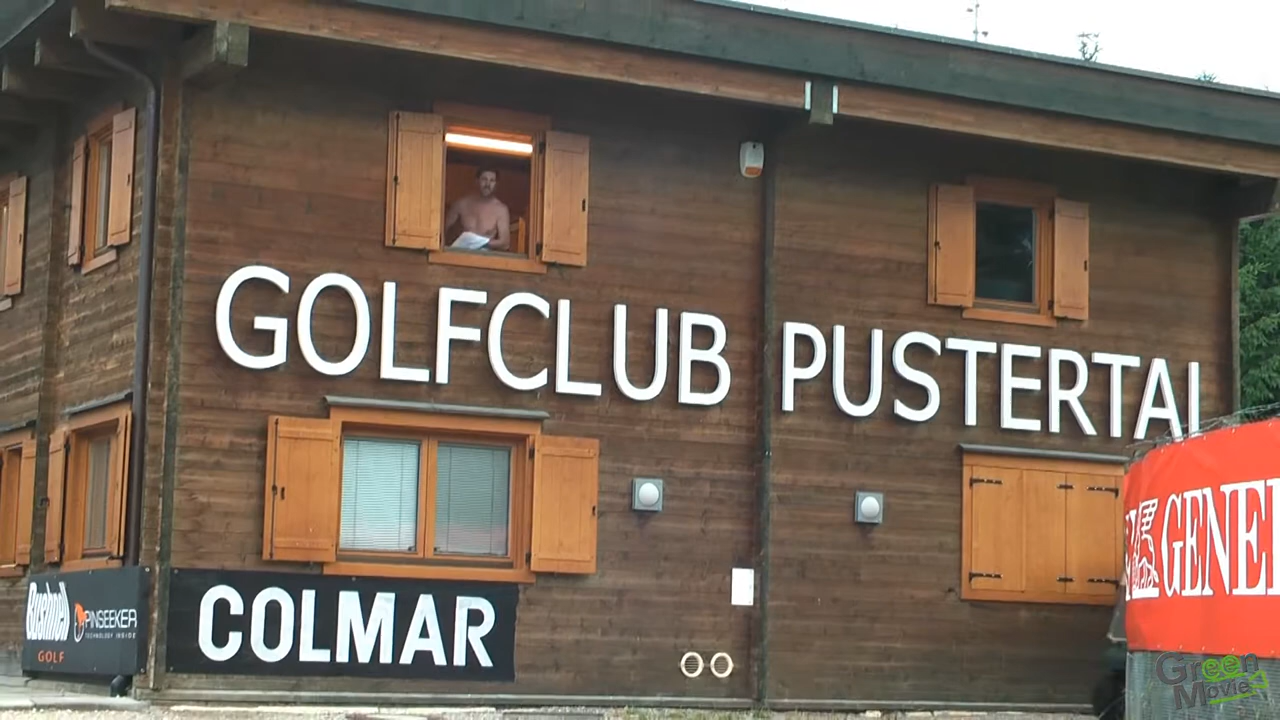 GOLFCLUB PUSTERTAL
COLMAR
Bushnell
GOLF
PINSEEKER
TECHNOLOGY INSIDE
GENE
Green
Movie